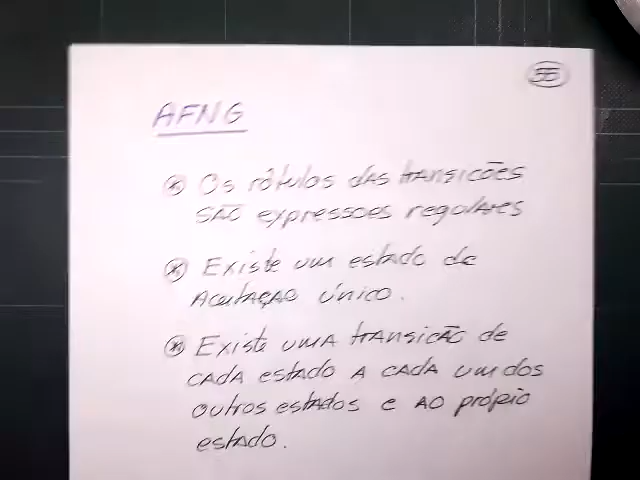 55
AFNG
* Os rótulos das transições
são expressoes regulares
* Existe um estado de
Aceitação único.
* Existe uma transição de
cada estado a cada um dos
outros estados e ao próprio
estado.